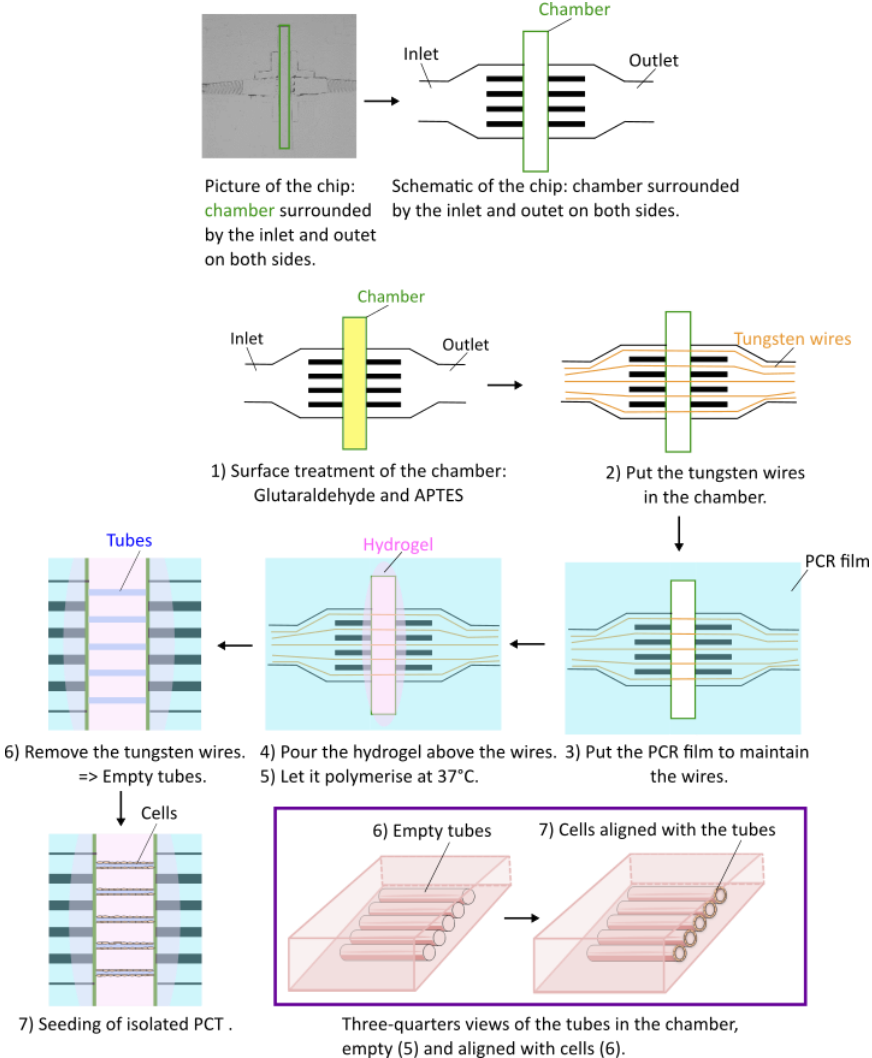 Chamber
Inlet
Outlet
Picture of the chip:
chamber surrounded
by the inlet and outet
on both sides.
Schematic of the chip: chamber surrounded
by the inlet and outet on both sides.
Chamber
Inlet
Outlet
1) Surface treatment of the chamber:
Glutaraldehyde and APTES
Tungsten wires
2) Put the tungsten wires
in the chamber.
PCR film
3) Put the PCR film to maintain
the wires.
Hydrogel
4) Pour the hydrogel above the wires.
5) Let it polymerise at 37°C.
Tubes
6) Remove the tungsten wires.
=> Empty tubes.
Cells
7) Seeding of isolated PCT .
6) Empty tubes
7) Cells aligned with the tubes
Three-quarters views of the tubes in the chamber,
empty (5) and aligned with cells (6).